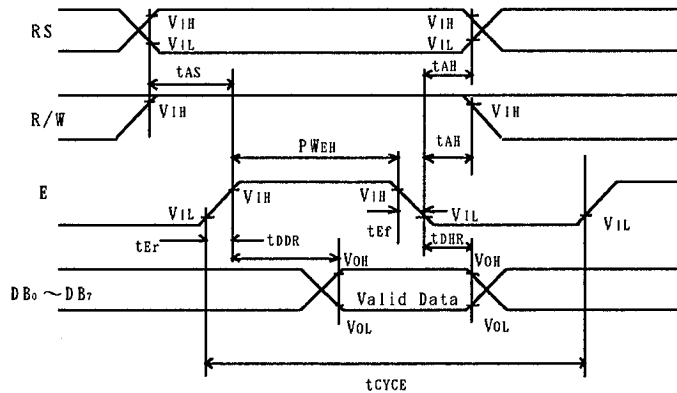 RS
VIH
VIL
VIH
VIL
tAS
tAH
R/W
VIH
VIH
PWEH
tAH
E
VIL
VIH
VIH
VIL
VIL
tEr
tDDR
tEf
tDHR
DB0 ～DB7
VOH
VOH
Valid Data
VOL
VOL
tCYCE